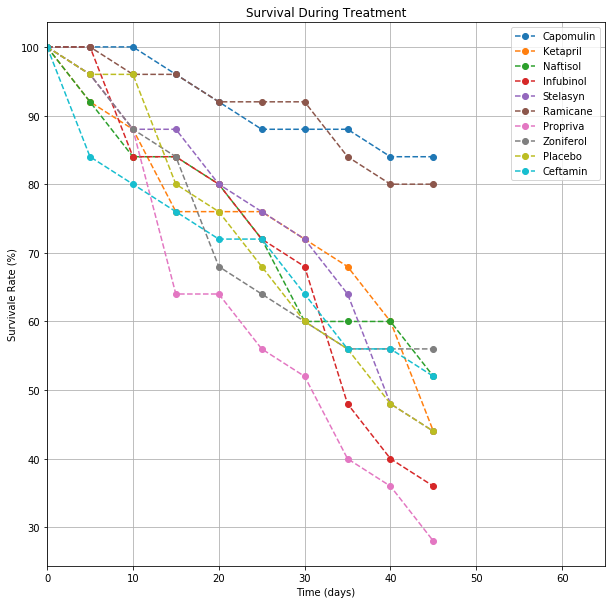 Survival During Treatment
Survivale Rate (%)
100
90
80
70
60
50
40
30
0
10
20
30
40
50
60
Time (days)
Capomulin
Ketapril
Naftisol
Infubinol
Stelasyn
Ramicane
Propriva
Zoniferol
Placebo
Ceftamin